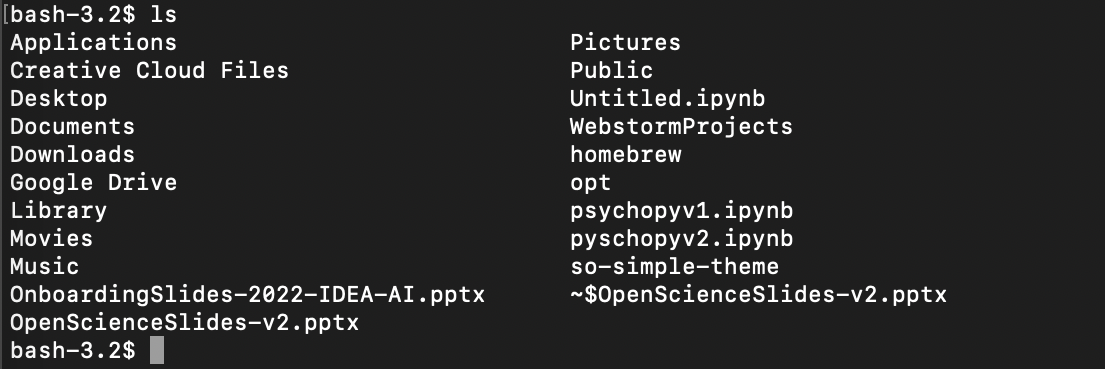 [bash-3.2$ ls
Applications Pictures
Creative Cloud Files Public
Desktop Untitled.ipynb
Documents WebstormProjects
Downloads homebrew
Google Drive opt
Library psychopyv1.ipynb
Movies pyschopyv2.ipynb
Music so-simple-theme
OnboardingSlides-2022-IDEA-AI.pptx ~$OpenScienceSlides-v2.pptx
OpenScienceSlides-v2.pptx
bash-3.2$